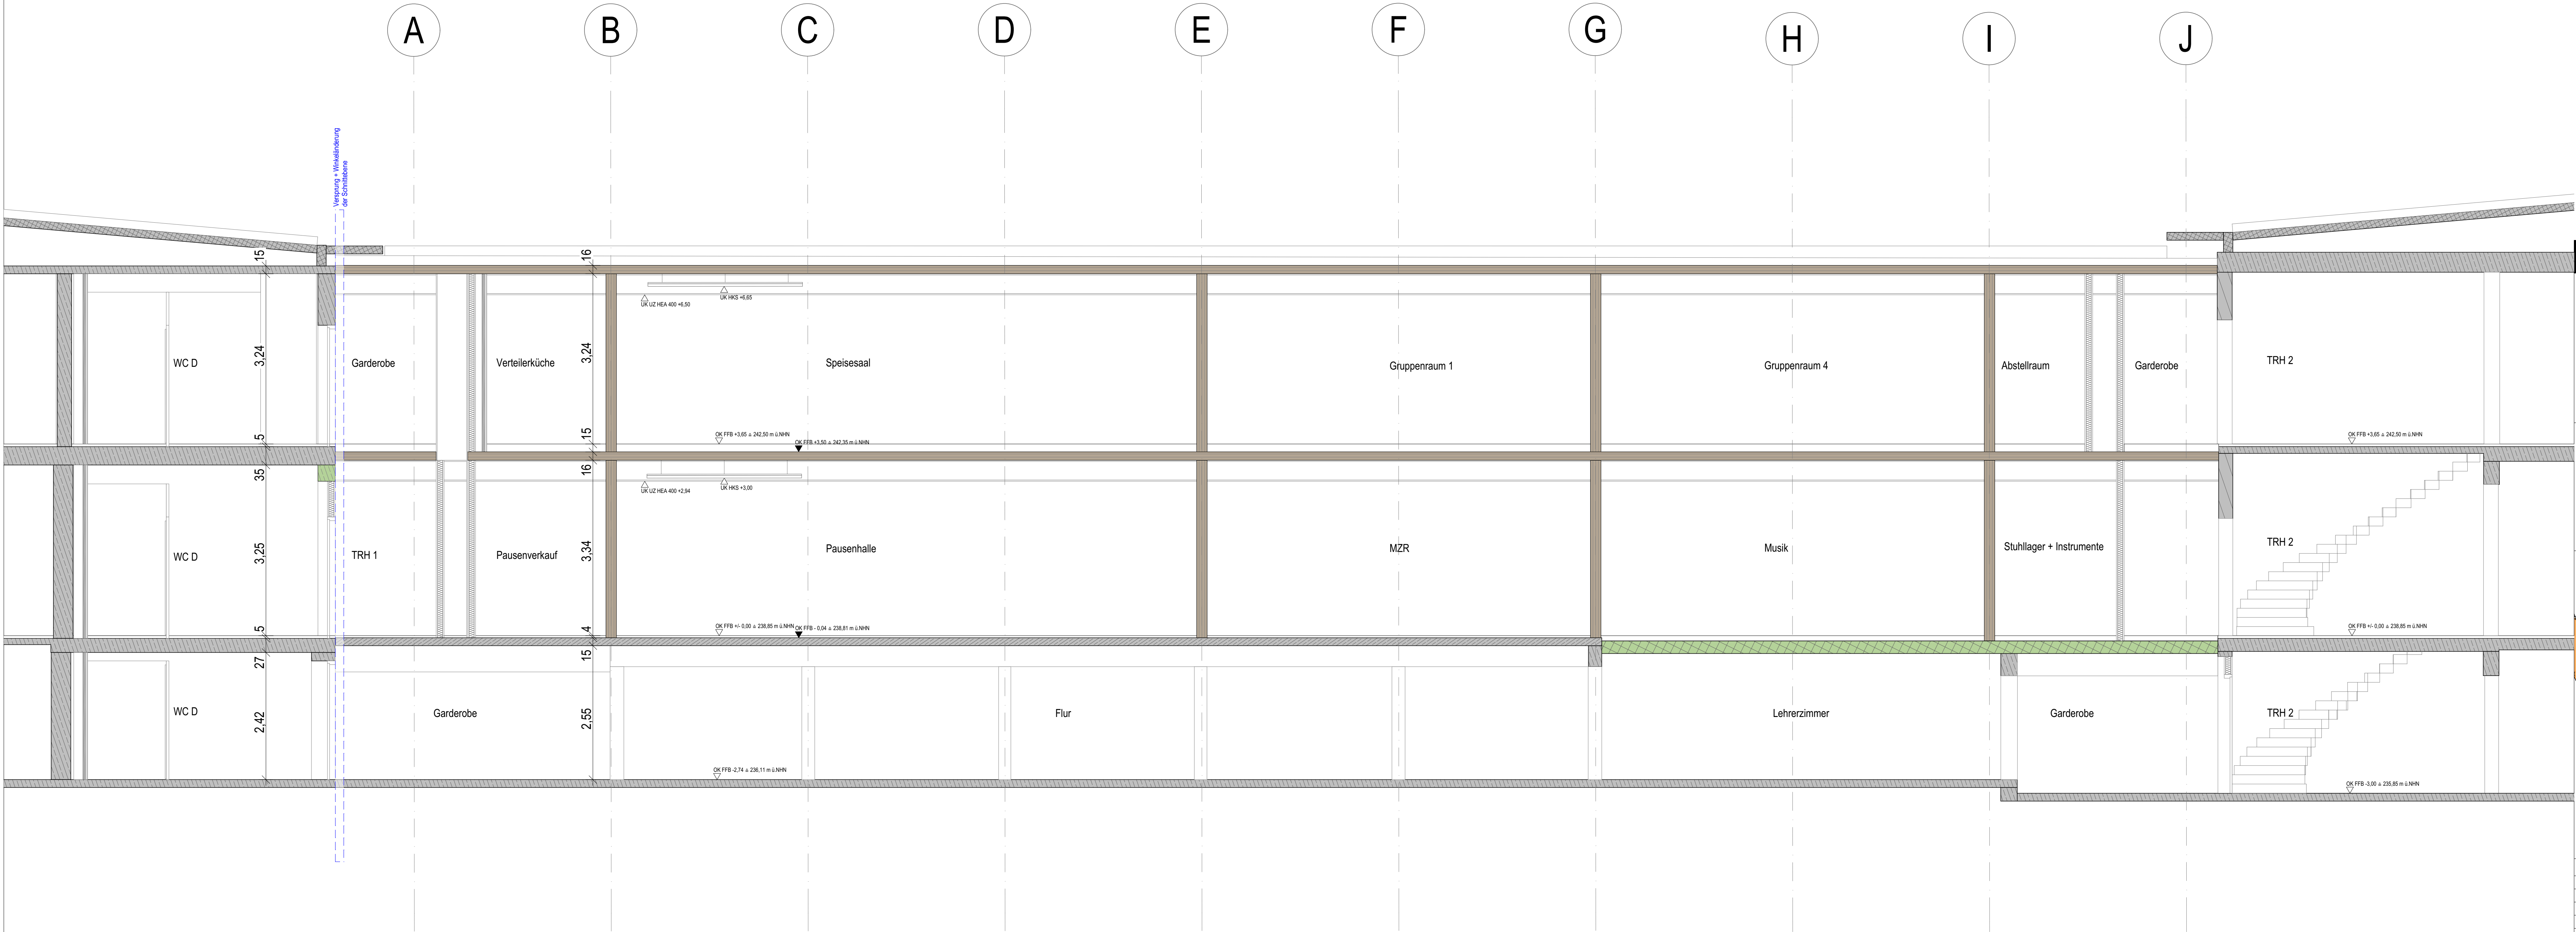 A
B
C
D
E
F
G
H
I
J
Versprung + Winkeländerung
der Schnittebene
15
16
UK HKS +6,65
UK UZ HEA 400 +6,50
3,24
3,24
WC D
Garderobe
Verteilerküche
Speisesaal
Gruppenraum 1
Gruppenraum 4
Abstellraum
Garderobe
TRH 2
5
15
OK FFB +3,65 ≙ 242,50 m ü.NHN
OK FFB +3,50 ≙ 242,35 m ü.NHN
OK FFB +3,65 ≙ 242,50 m ü.NHN
35
16
UK UZ HEA 400 +2,94
UK HKS +3,00
3,25
3,34
WC D
TRH 1
Pausenverkauf
Pausenhalle
MZR
Musik
Stuhllager + Instrumente
TRH 2
5
4
OK FFB +/- 0,00 ≙ 238,85 m ü.NHN
OK FFB - 0,04 ≙ 238,81 m ü.NHN
OK FFB +/- 0,00 ≙ 238,85 m ü.NHN
27
15
2,42
2,55
WC D
Garderobe
Flur
Lehrerzimmer
Garderobe
TRH 2
OK FFB -2,74 ≙ 236,11 m ü.NHN
OK FFB -3,00 ≙ 235,85 m ü.NHN